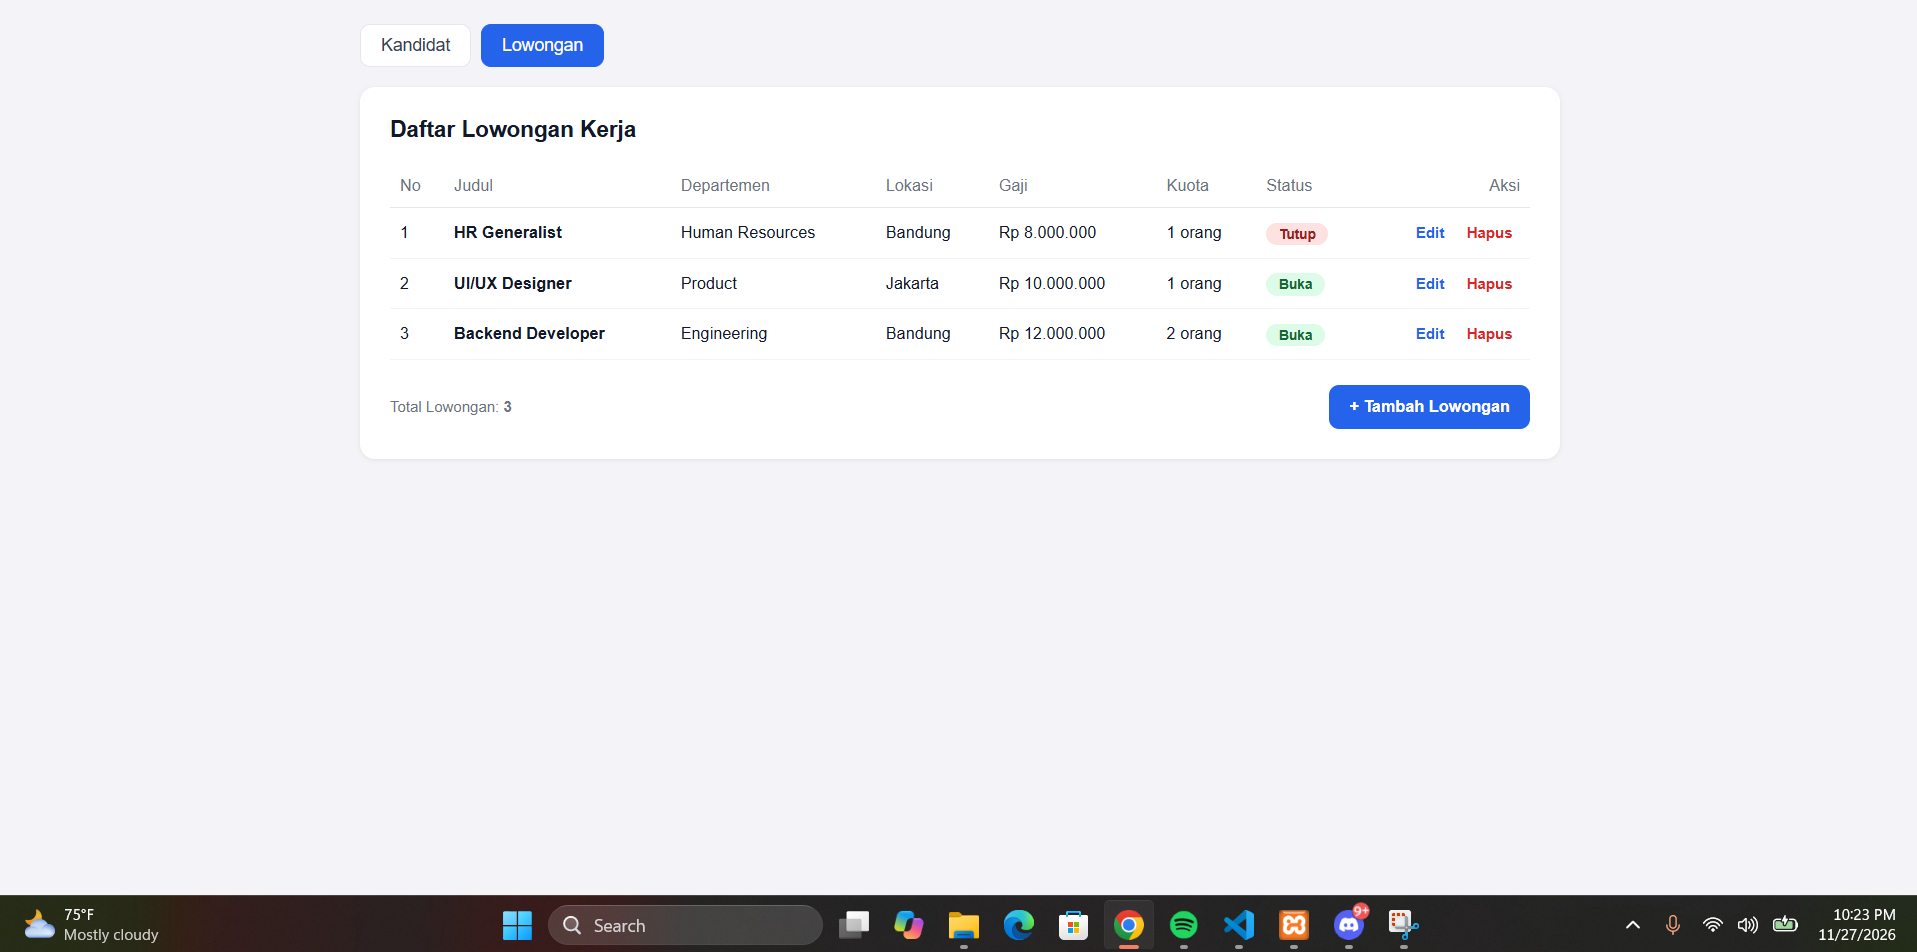 Kandidat Lowongan
Daftar Lowongan Kerja
No Judul Departemen Lokasi Gaji Kuota Status Aksi
1 HR Generalist Human Resources Bandung Rp 8.000.000 1 orang Tutup Edit Hapus
2 UI/UX Designer Product Jakarta Rp 10.000.000 1 orang Buka Edit Hapus
3 Backend Developer Engineering Bandung Rp 12.000.000 2 orang Buka Edit Hapus
Total Lowongan: 3 + Tambah Lowongan
75°F
Mostly cloudy
Search
9+
10:23 PM
11/27/2026